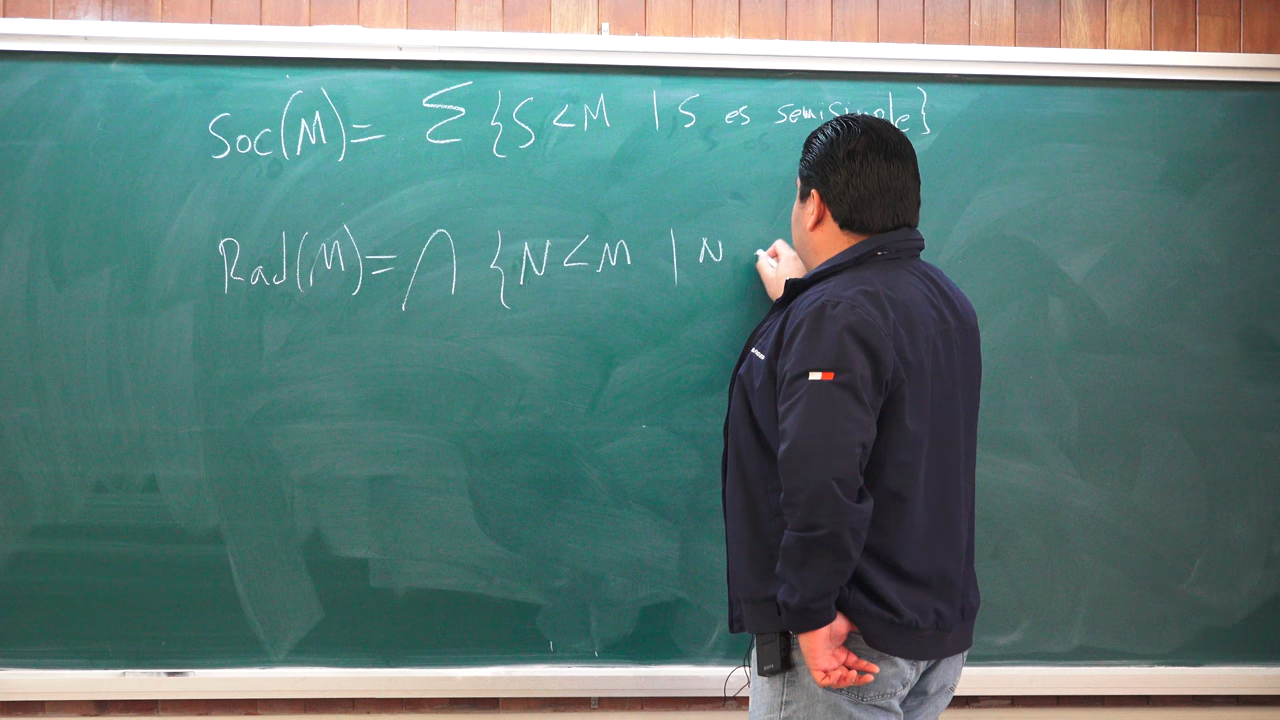 Soc(M)= Σ {S<M | S es semisimple}
Rad(M)= ∩ {N<M | N